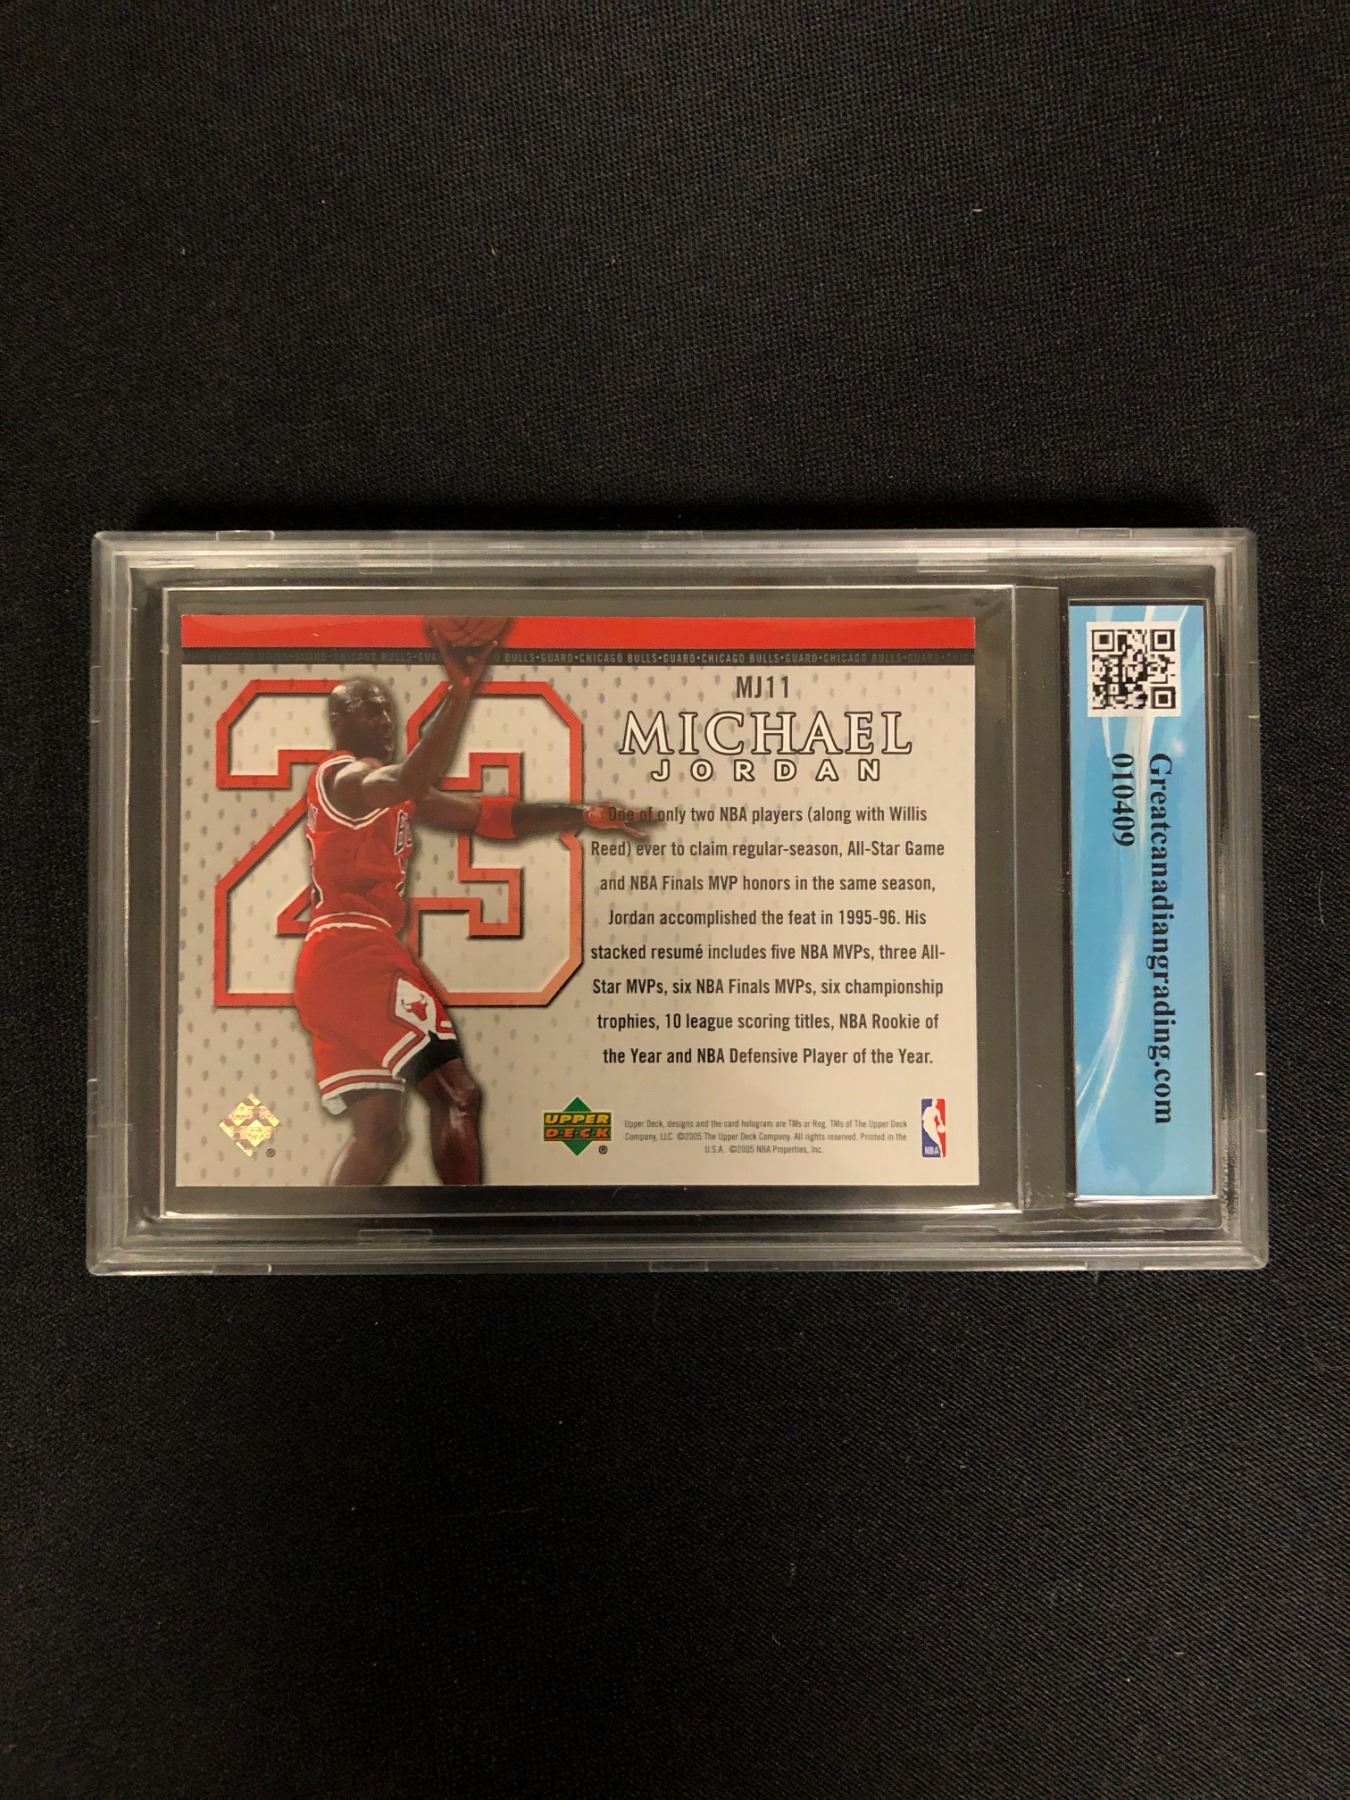 BULLS•GUARD•CHICAGO BULLS•GUARD•CHICAGO BULLS•GUARD•CHICAGO BULLS•GUARD
23
MJ11
MICHAEL
JORDAN
One of only two NBA players (along with Willis
Reed) ever to claim regular-season, All-Star Game
and NBA Finals MVP honors in the same season,
Jordan accomplished the feat in 1995-96. His
stacked resumé includes five NBA MVPs, three All-
Star MVPs, six NBA Finals MVPs, six championship
trophies, 10 league scoring titles, NBA Rookie of
the Year and NBA Defensive Player of the Year.
UPPER
DECK
®
®
Upper Deck, designs and the card hologram are TMs or Reg. TMs of The Upper Deck
Company, LLC. ©2005 The Upper Deck Company. All rights reserved. Printed in the
U.S.A. ©2005 NBA Properties, Inc.
NBA
Greatcanadiangrading.com
010409